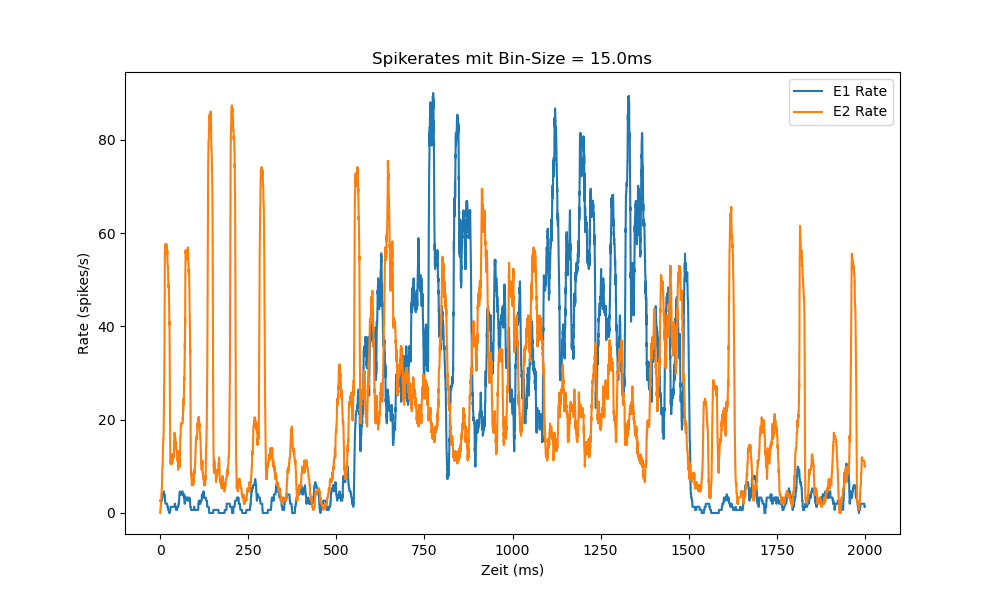 Spikerates mit Bin-Size = 15.0ms
E1 Rate
E2 Rate
Rate (spikes/s)
80
60
40
20
0
0 250 500 750 1000 1250 1500 1750 2000
Zeit (ms)